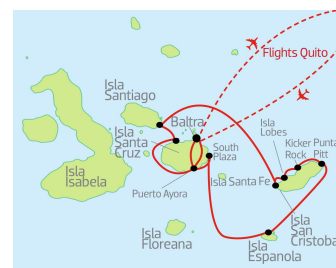 Flights Quito
Isla
Santiago
Baltra
Isla
Santa
Cruz
Isla
Lobes
Kicker
Rock
Punta
Pitt
South
Plaza
Isla
Isabela
Puerto Ayora
Isla Santa Fe
Isla
San
Cristoba
Isla
Floreana
Isla
Espanola